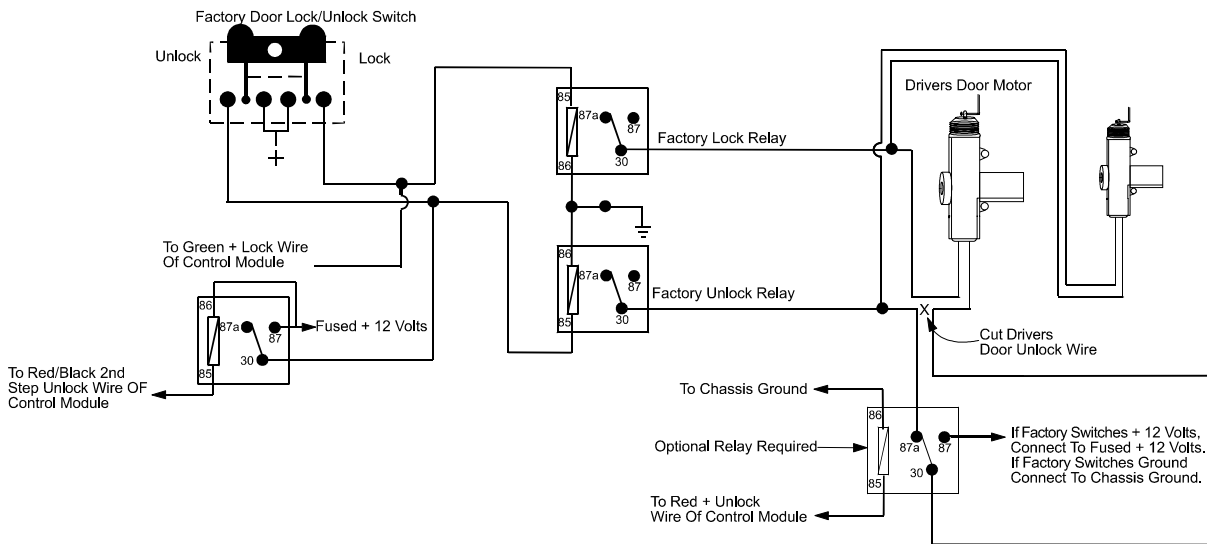 Factory Door Lock/Unlock Switch
Unlock
Lock
+
85
87a
87
30
86
Factory Lock Relay
Drivers Door Motor
To Green + Lock Wire
Of Control Module
86
87a
87
30
85
Factory Unlock Relay
86
87a
87
30
85
Fused + 12 Volts
To Red/Black 2nd
Step Unlock Wire OF
Control Module
X
Cut Drivers
Door Unlock Wire
To Chassis Ground
Optional Relay Required
86
87a
87
30
85
If Factory Switches + 12 Volts,
Connect To Fused + 12 Volts.
If Factory Switches Ground
Connect To Chassis Ground.
To Red + Unlock
Wire Of Control Module